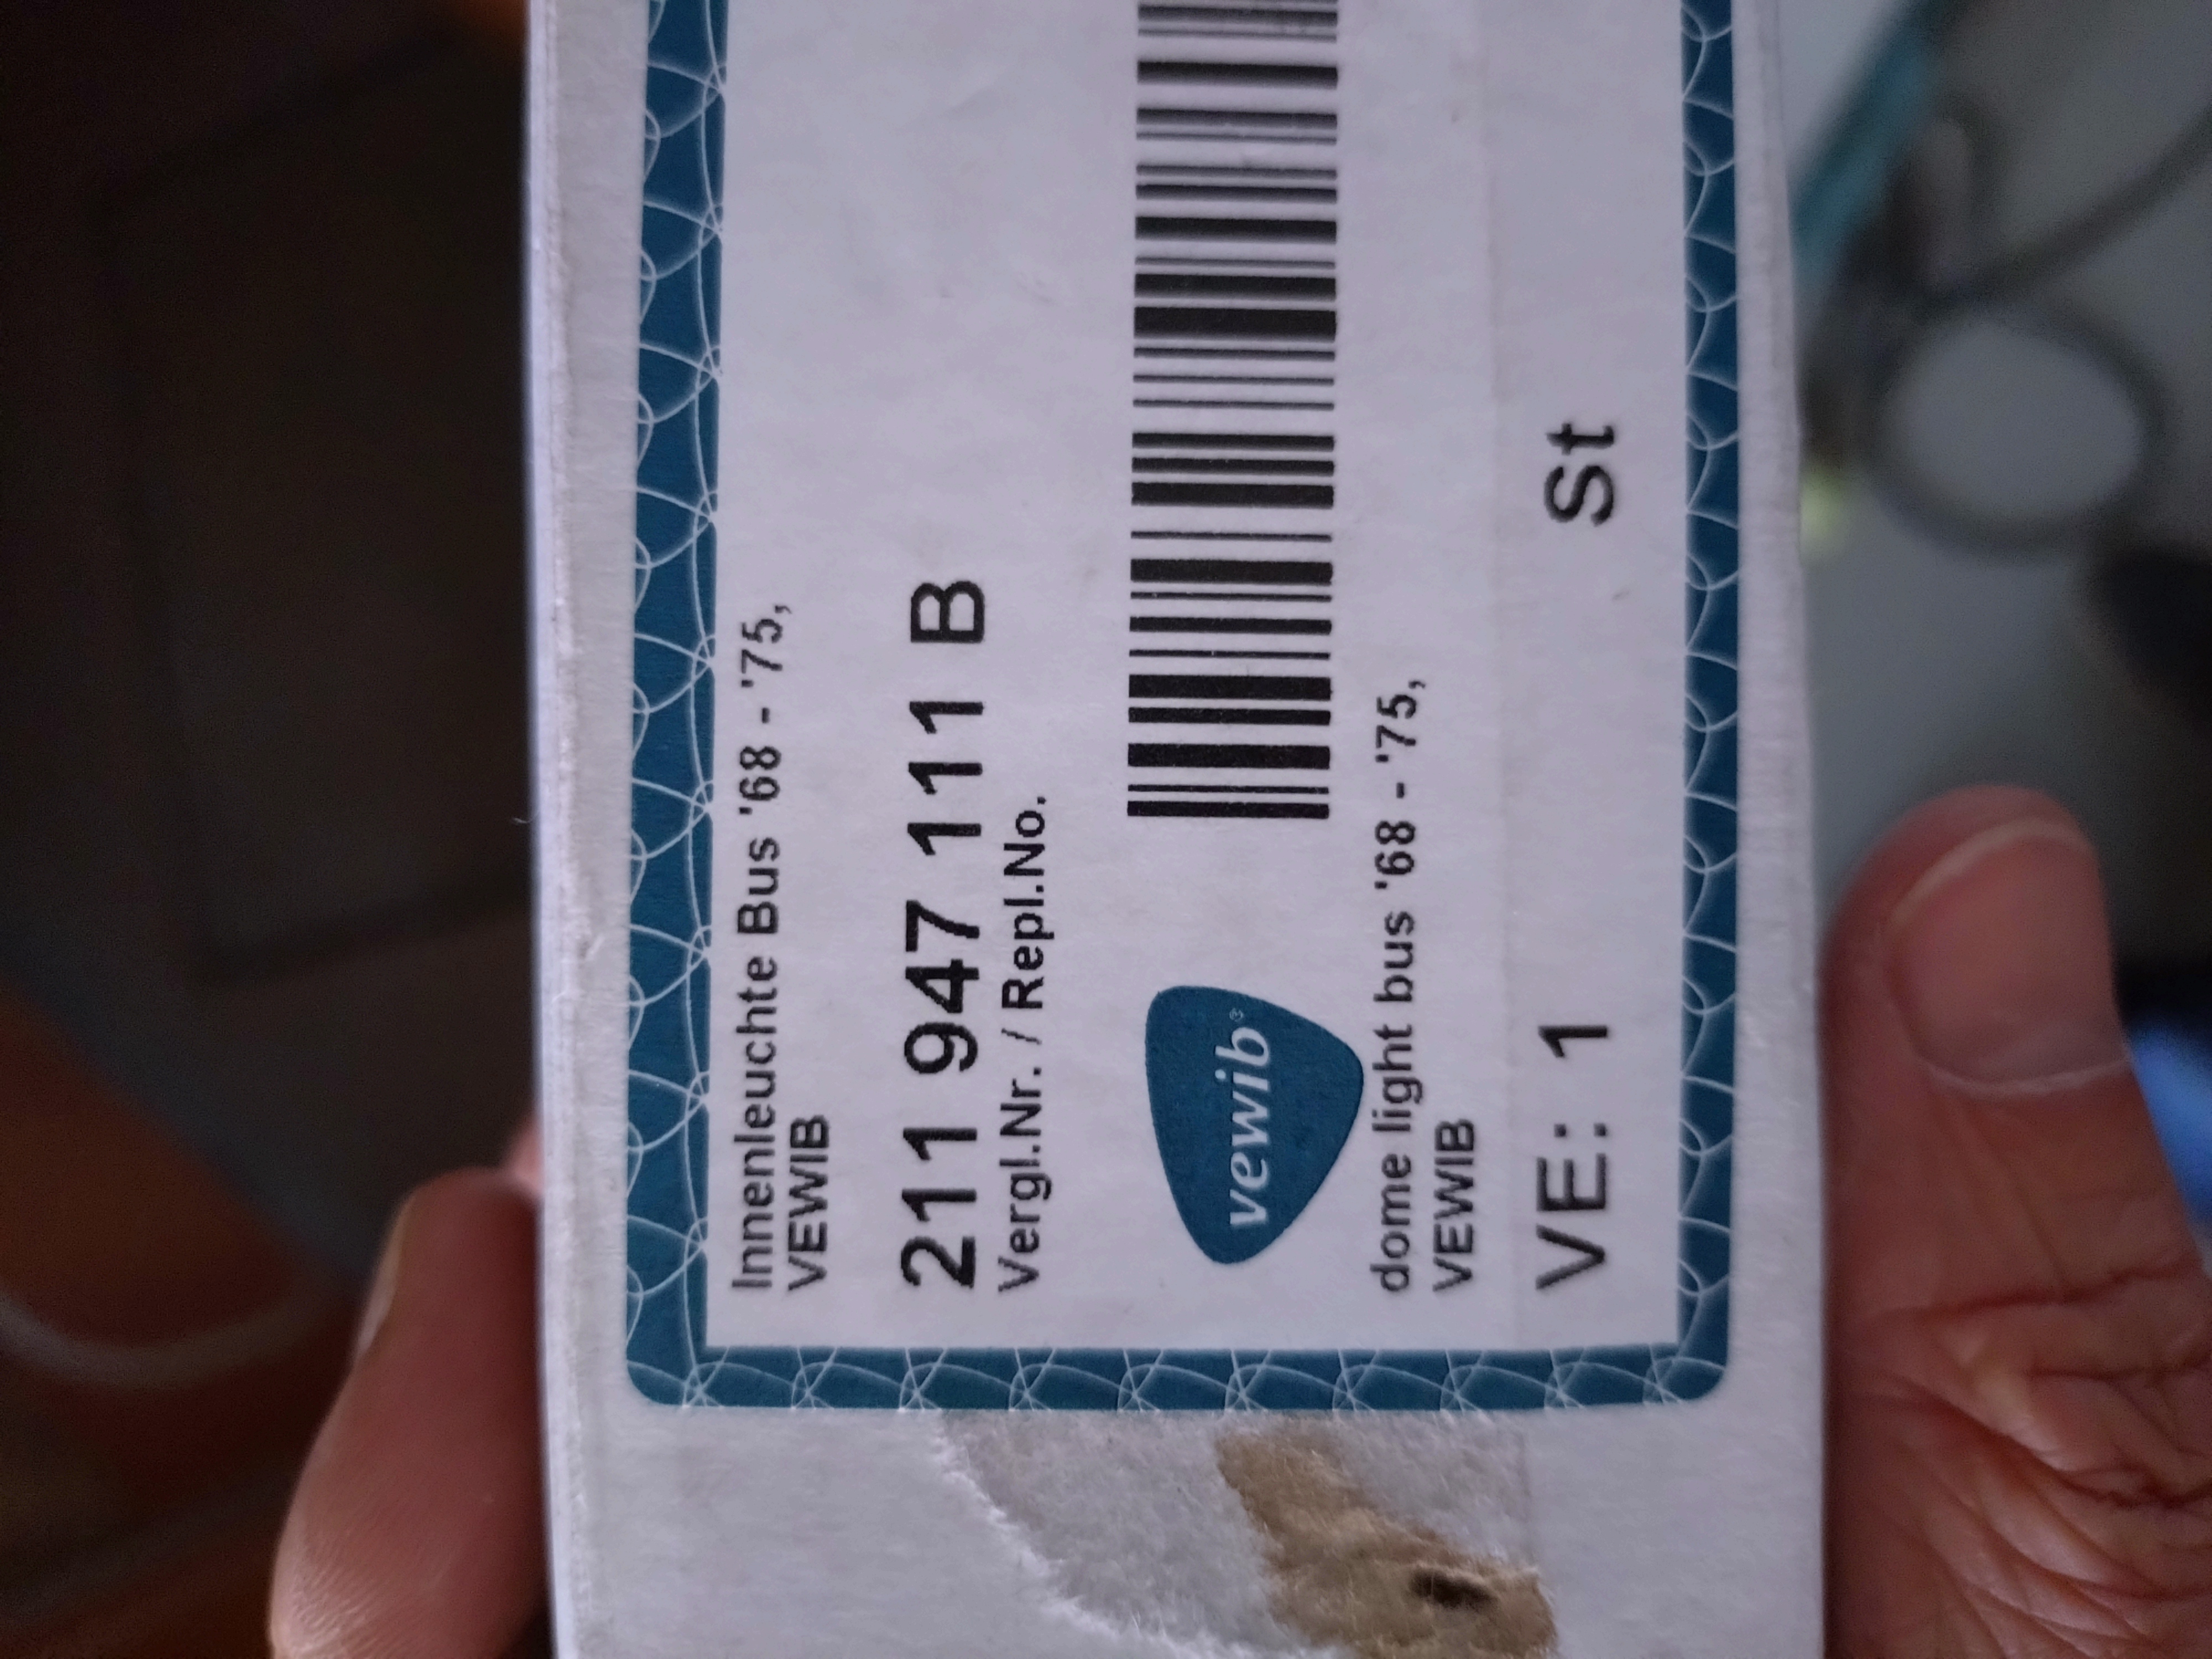 Innenleuchte Bus '68 - '75,
VEWIB
211 947 111 B
Vergl.Nr. / Repl.No.
vewib®
dome light bus '68 - '75,
VEWIB
VE: 1 St